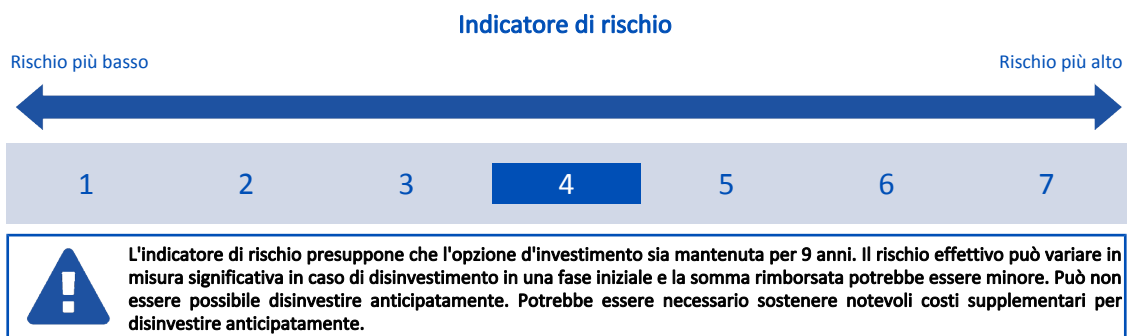 Indicatore di rischio
Rischio più basso Rischio più alto
1 2 3 4 5 6 7
L'indicatore di rischio presuppone che l'opzione d'investimento sia mantenuta per 9 anni. Il rischio effettivo può variare in
misura significativa in caso di disinvestimento in una fase iniziale e la somma rimborsata potrebbe essere minore. Può non
essere possibile disinvestire anticipatamente. Potrebbe essere necessario sostenere notevoli costi supplementari per
disinvestire anticipatamente.